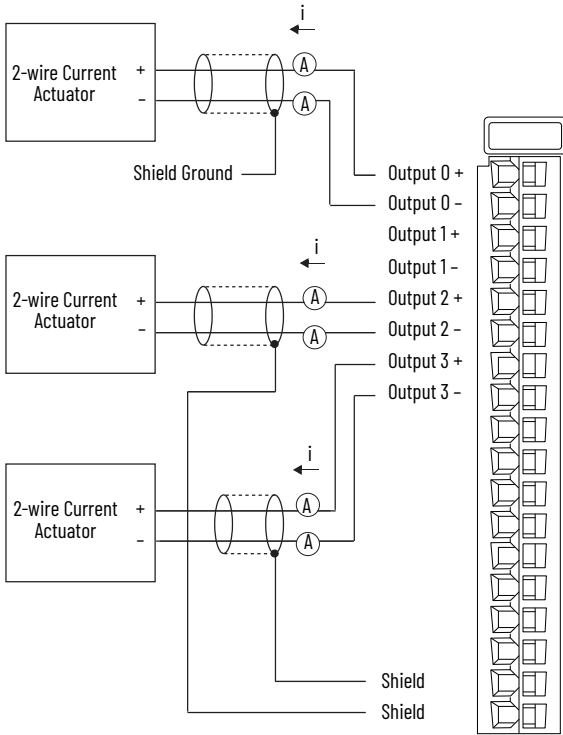 i
2-wire Current
Actuator
+
−
A
A
Shield Ground
Output 0 +
Output 0 −
Output 1 +
Output 1 −
i
2-wire Current
Actuator
+
−
A
A
Output 2 +
Output 2 −
Output 3 +
Output 3 −
i
2-wire Current
Actuator
+
−
A
A
Shield
Shield